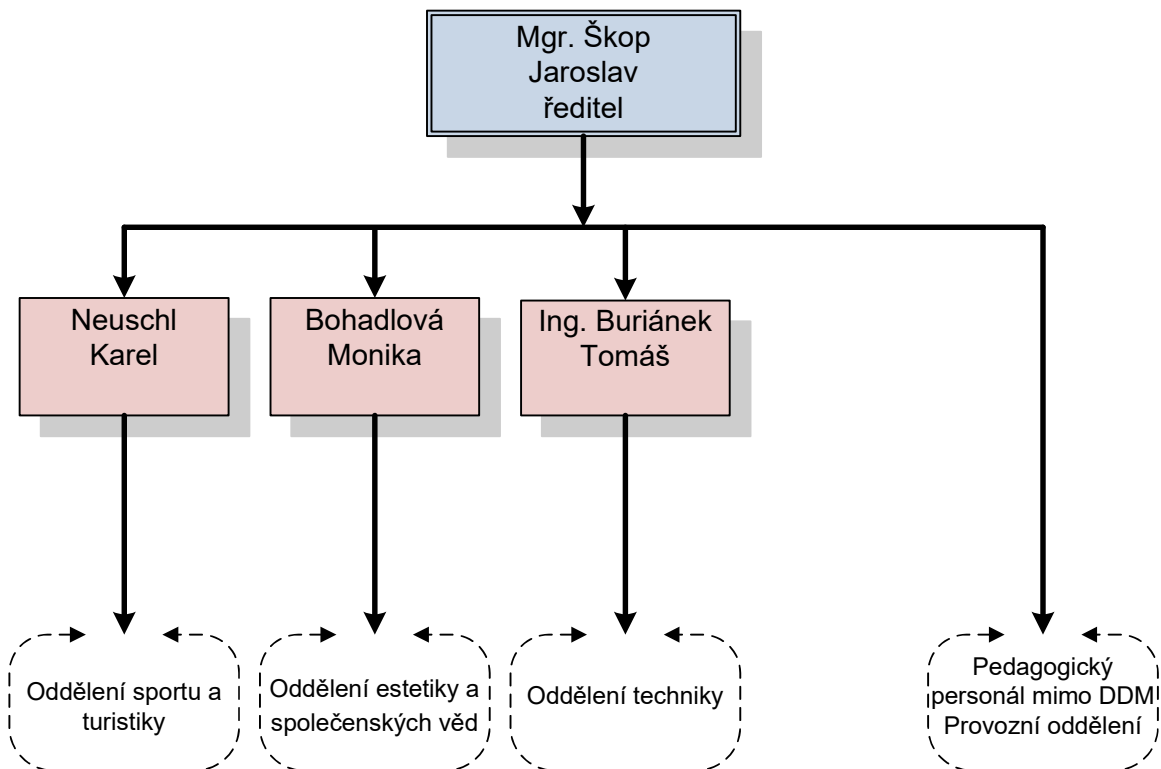 Mgr. Škop
Jaroslav
ředitel
Neuschl
Karel
Bohadlová
Monika
Ing. Buriánek
Tomáš
Oddělení sportu a
turistiky
Oddělení estetiky a
společenských věd
Oddělení techniky
Pedagogický
personál mimo DDM
Provozní oddělení